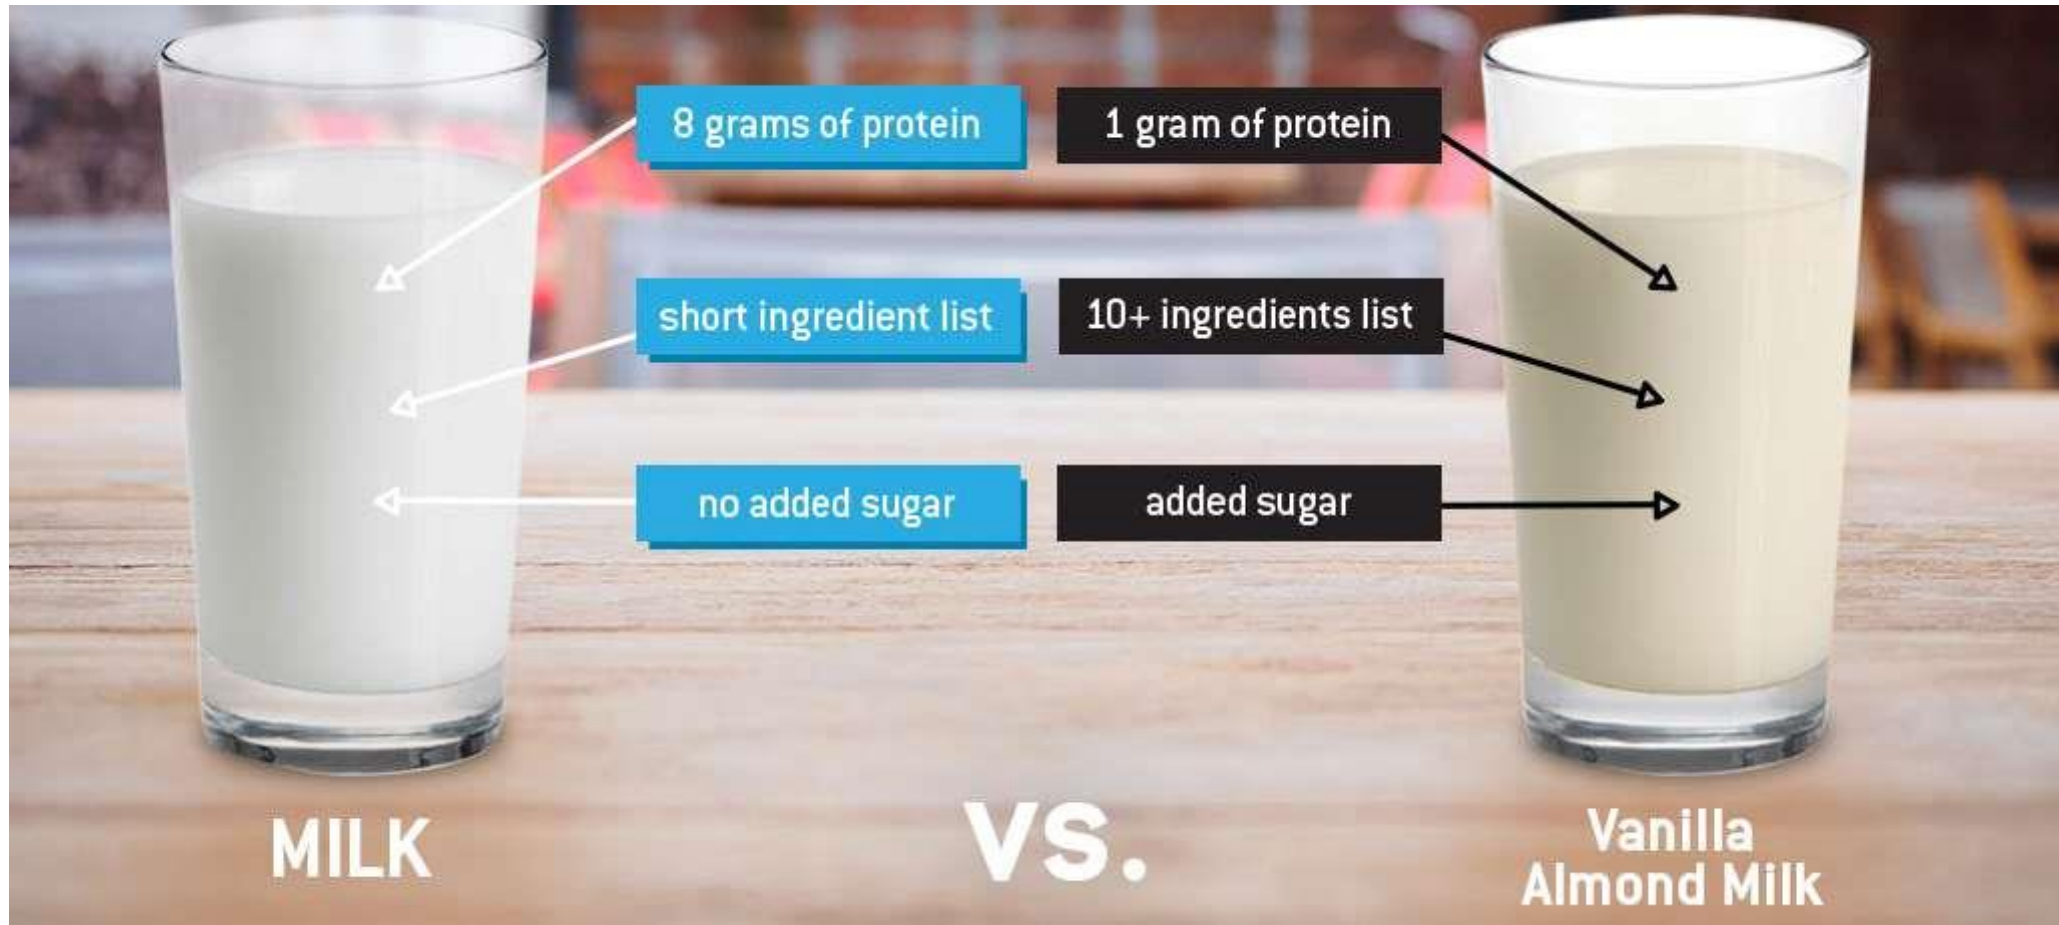 8 grams of protein
1 gram of protein
short ingredient list
10+ ingredients list
no added sugar
added sugar
MILK
vs.
Vanilla
Almond Milk